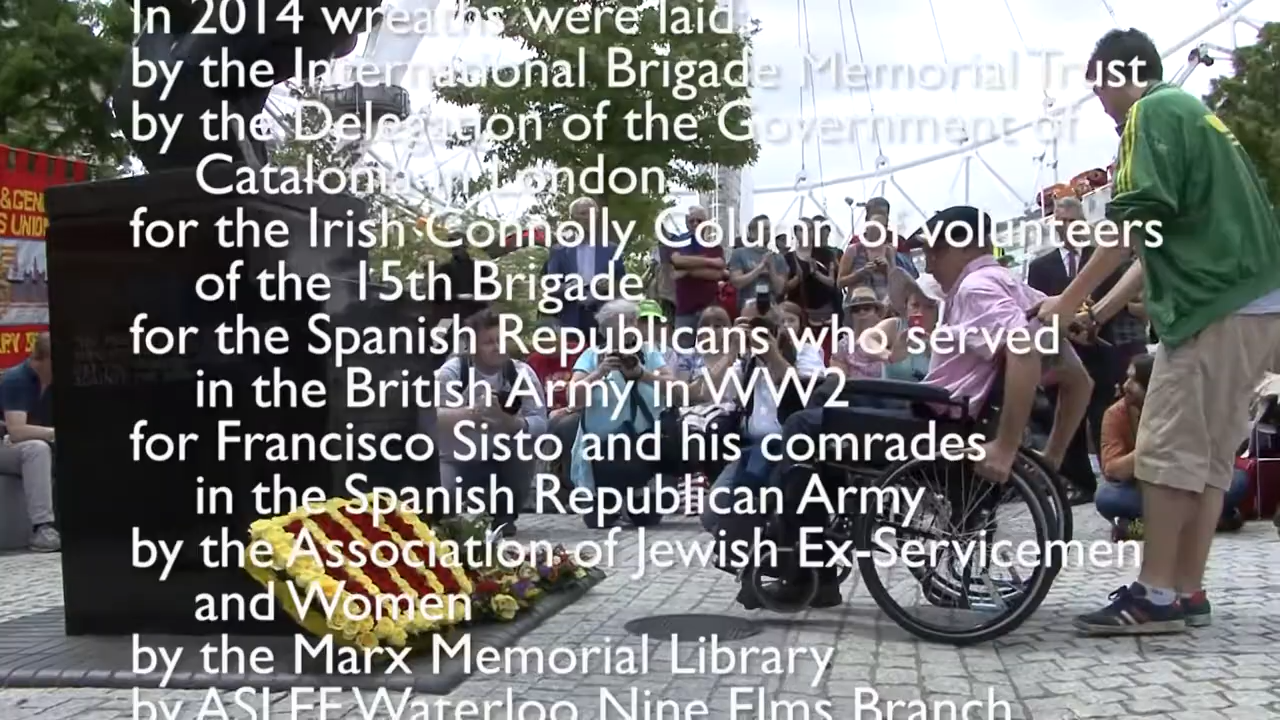 In 2014 wreaths were laid
by the International Brigade Memorial Trust
by the Delegation of the Government of
Catalonia in London
for the Irish Connolly Column of volunteers
of the 15th Brigade
for the Spanish Republicans who served
in the British Army in WW2
for Francisco Sisto and his comrades
in the Spanish Republican Army
by the Association of Jewish Ex-Servicemen
and Women
by the Marx Memorial Library
by ASLEF Waterloo Nine Elms Branch
& GEN
S UNION